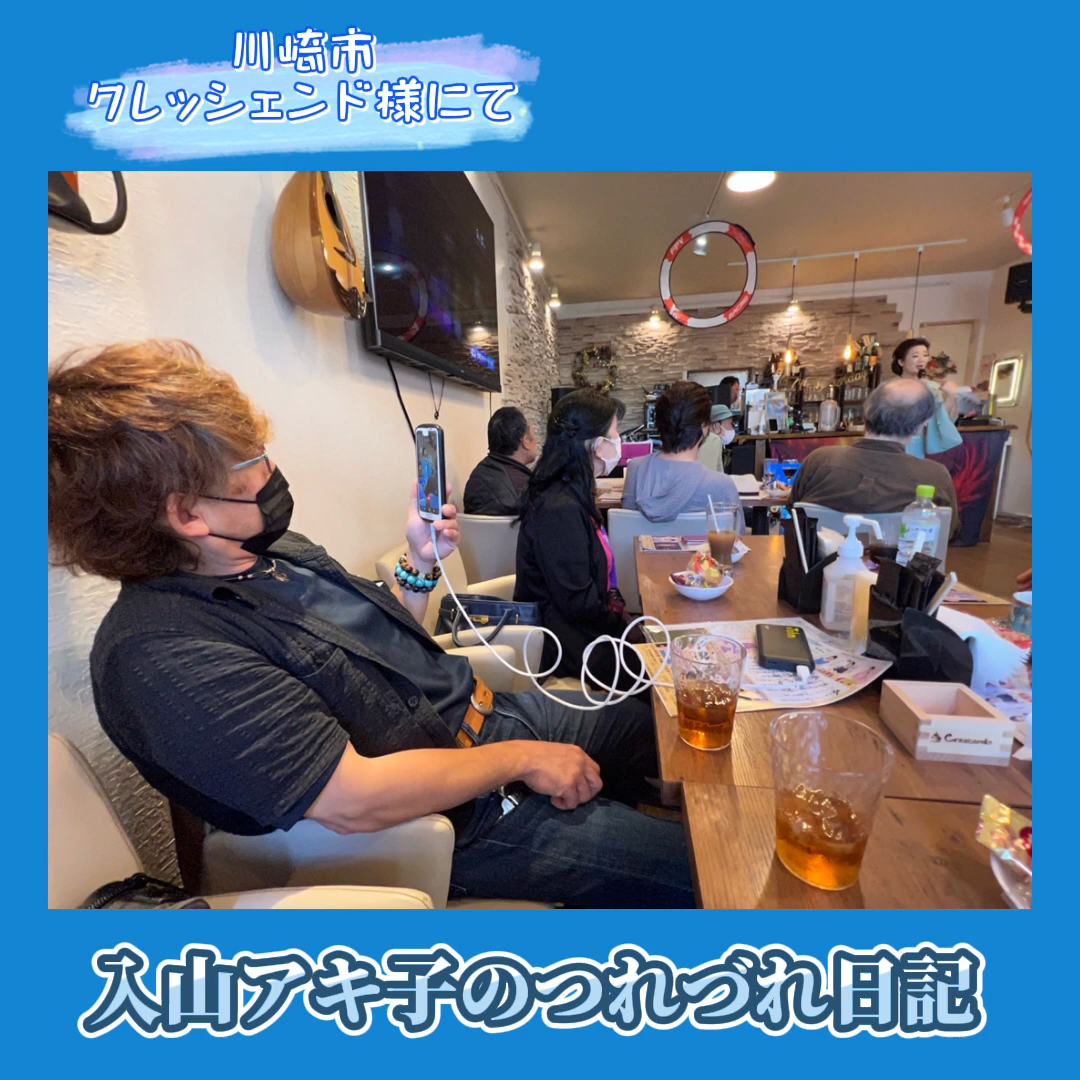 川崎市
クレッシェンド様にて
Crescendo
入山アキ子のつれづれ日記